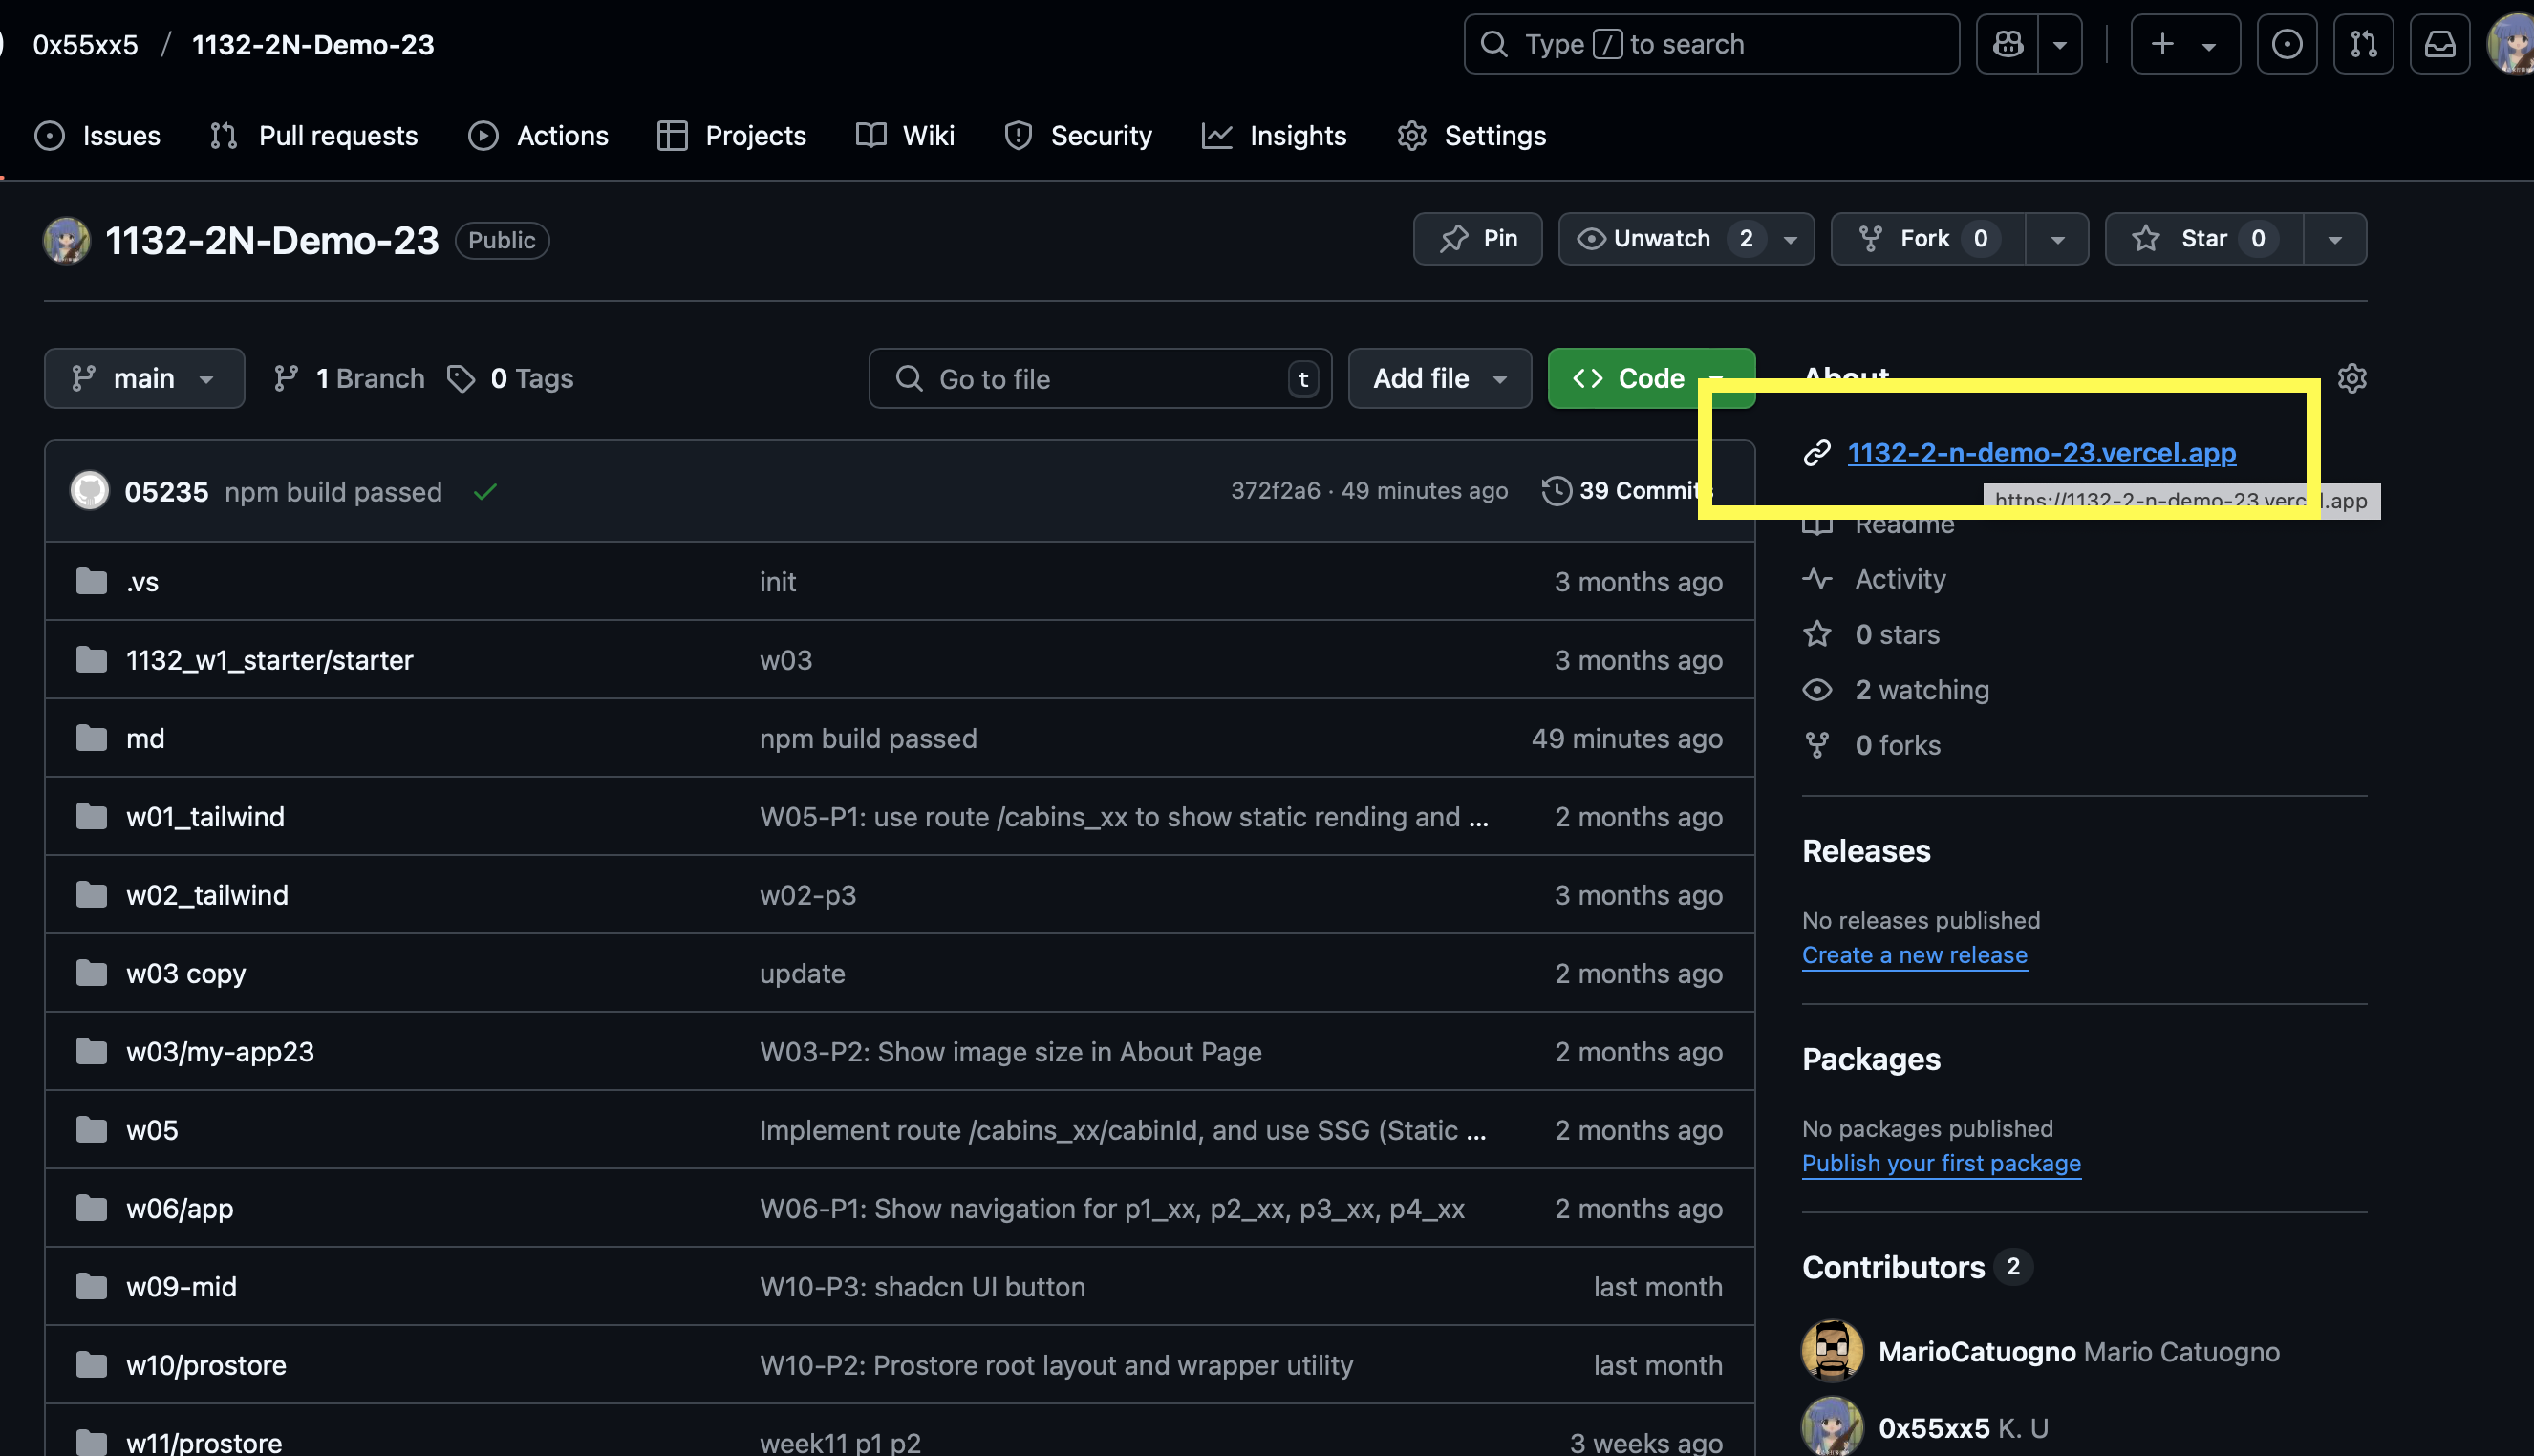 0x55xx5 / 1132-2N-Demo-23
Type / to search
Issues
Pull requests
Actions
Projects
Wiki
Security
Insights
Settings
1132-2N-Demo-23 Public
Pin
Unwatch 2
Fork 0
Star 0
main
1 Branch
0 Tags
Go to file t
Add file
Code
About
1132-2-n-demo-23.vercel.app
https://1132-2-n-demo-23.vercel.app
05235 npm build passed
372f2a6 · 49 minutes ago
39 Commits
.vs init 3 months ago
1132_w1_starter/starter w03 3 months ago
md npm build passed 49 minutes ago
w01_tailwind W05-P1: use route /cabins_xx to show static rending and ... 2 months ago
w02_tailwind w02-p3 3 months ago
w03 copy update 2 months ago
w03/my-app23 W03-P2: Show image size in About Page 2 months ago
w05 Implement route /cabins_xx/cabinId, and use SSG (Static ... 2 months ago
w06/app W06-P1: Show navigation for p1_xx, p2_xx, p3_xx, p4_xx 2 months ago
w09-mid W10-P3: shadcn UI button last month
w10/prostore W10-P2: Prostore root layout and wrapper utility last month
w11/prostore week11 p1 p2 3 weeks ago
Readme
Activity
0 stars
2 watching
0 forks
Releases
No releases published
Create a new release
Packages
No packages published
Publish your first package
Contributors 2
MarioCatuogno Mario Catuogno
0x55xx5 K. U